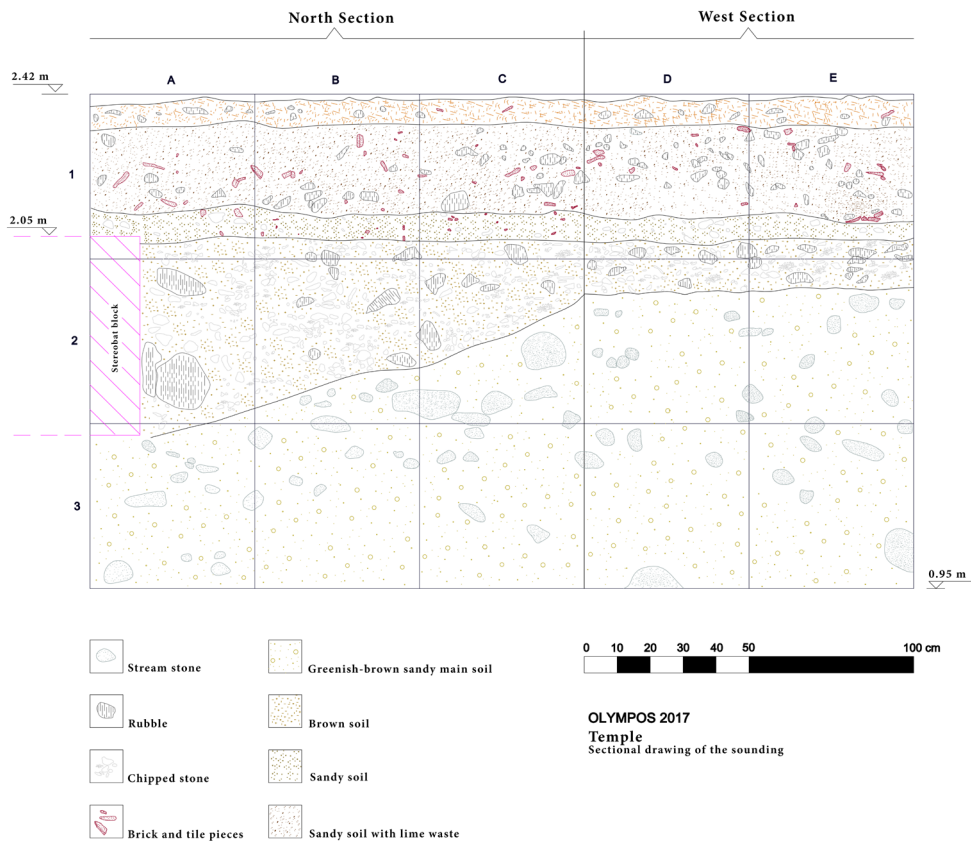 North Section
West Section
2.42 m
A
B
C
D
E
1
2.05 m
Stereobat block
2
3
0.95 m
Stream stone
Greenish-brown sandy main soil
0 10 20 30 40 50 100 cm
Rubble
Brown soil
OLYMPOS 2017
Temple
Sectional drawing of the sounding
Chipped stone
Sandy soil
Brick and tile pieces
Sandy soil with lime waste